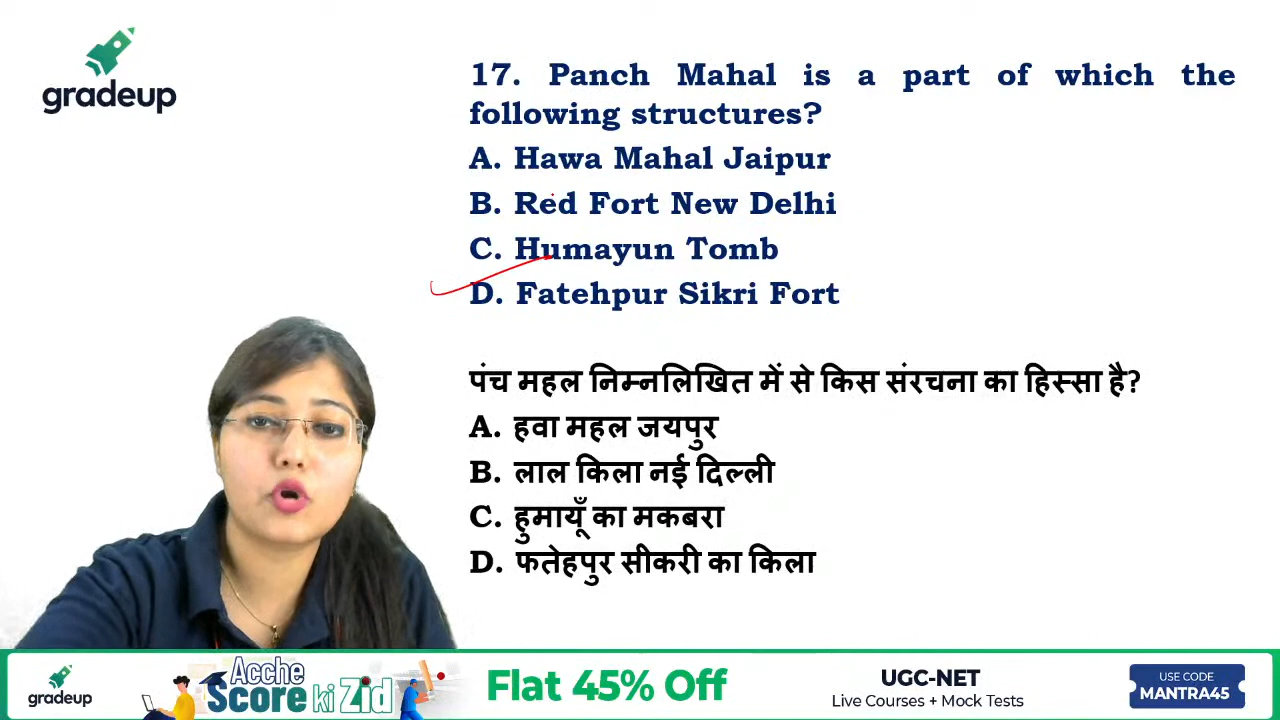 gradeup
17. Panch Mahal is a part of which the
following structures?
A. Hawa Mahal Jaipur
B. Red Fort New Delhi
C. Humayun Tomb
D. Fatehpur Sikri Fort
पंच महल निम्नलिखित में से किस संरचना का हिस्सा है?
A. हवा महल जयपुर
B. लाल किला नई दिल्ली
C. हुमायूँ का मकबरा
D. फतेहपुर सीकरी का किला
gradeup
Acche
Score ki Zid
Flat 45% Off
UGC-NET
Live Courses + Mock Tests
USE CODE
MANTRA45